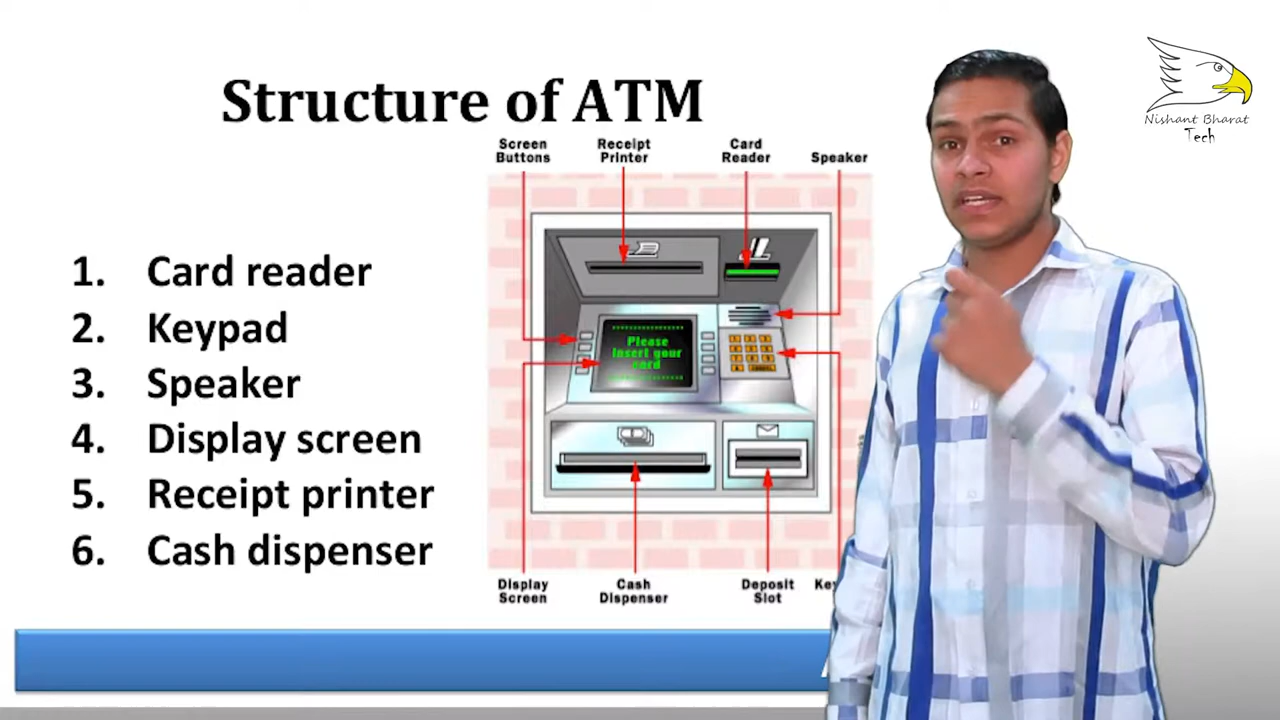 Structure of ATM
Nishant Bharat
Tech
Screen Buttons
Receipt Printer
Card Reader
Speaker
1. Card reader
2. Keypad
3. Speaker
4. Display screen
5. Receipt printer
6. Cash dispenser
Please
Insert your
card
Display Screen
Cash Dispenser
Deposit Slot